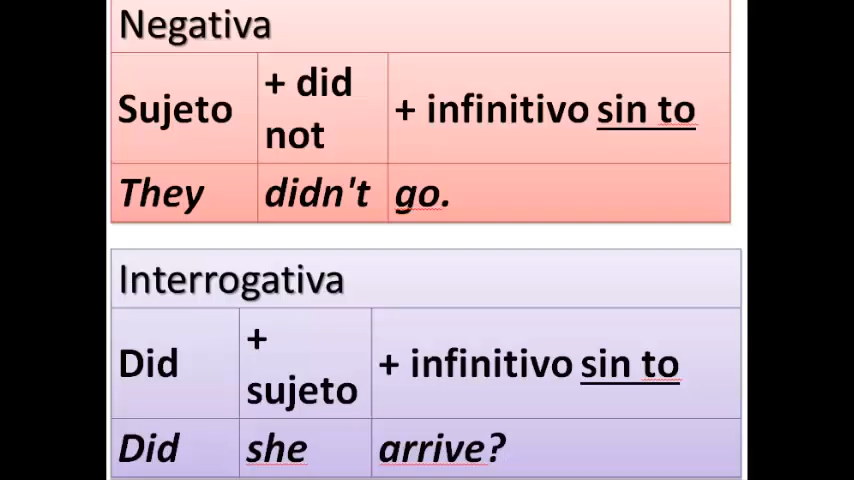 Negativa
Sujeto + did not + infinitivo sin to
They didn't go.
Interrogativa
Did + sujeto + infinitivo sin to
Did she arrive?